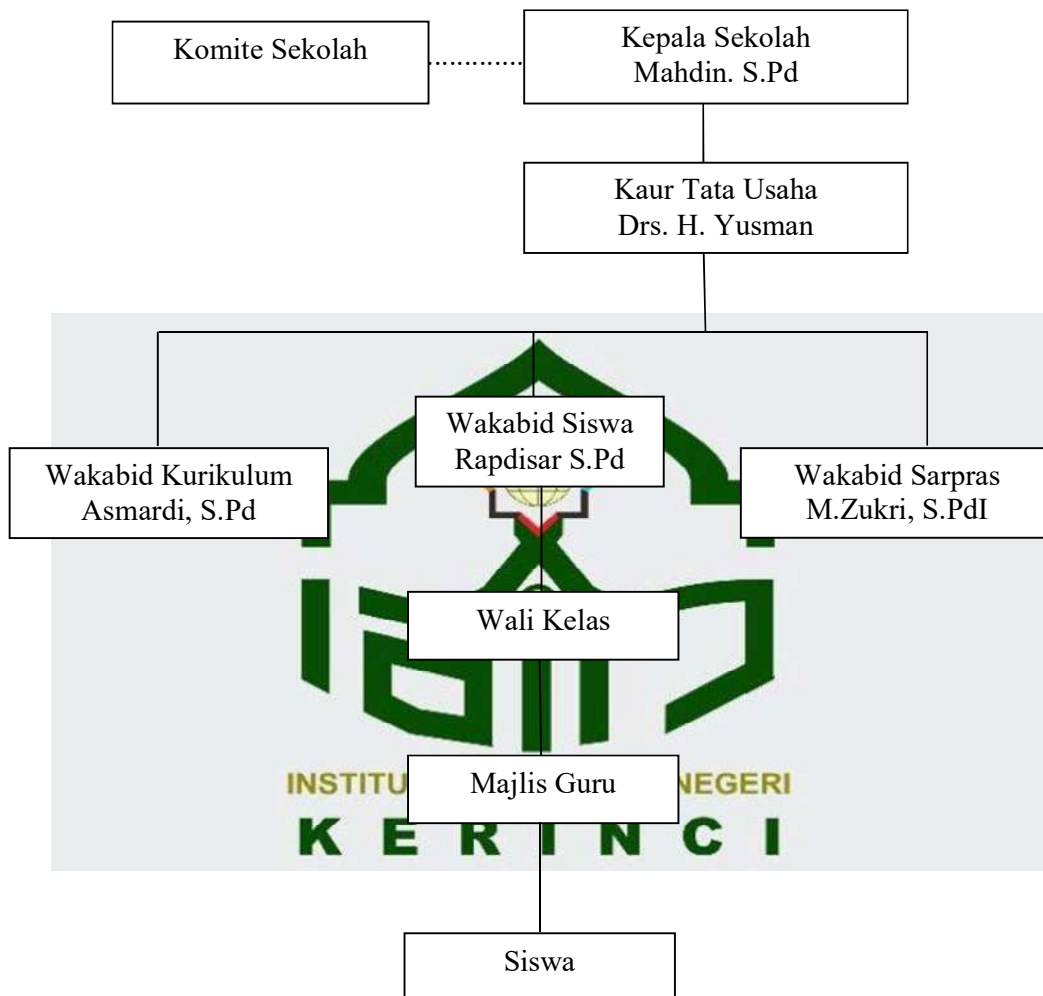 Komite Sekolah
Kepala Sekolah
Mahdin. S.Pd
Kaur Tata Usaha
Drs. H. Yusman
Wakabid Siswa
Rapdisar S.Pd
Wakabid Kurikulum
Asmardi, S.Pd
Wakabid Sarpras
M.Zukri, S.PdI
Wali Kelas
Majlis Guru
INSTITU NEGERI
KERINCI
Siswa